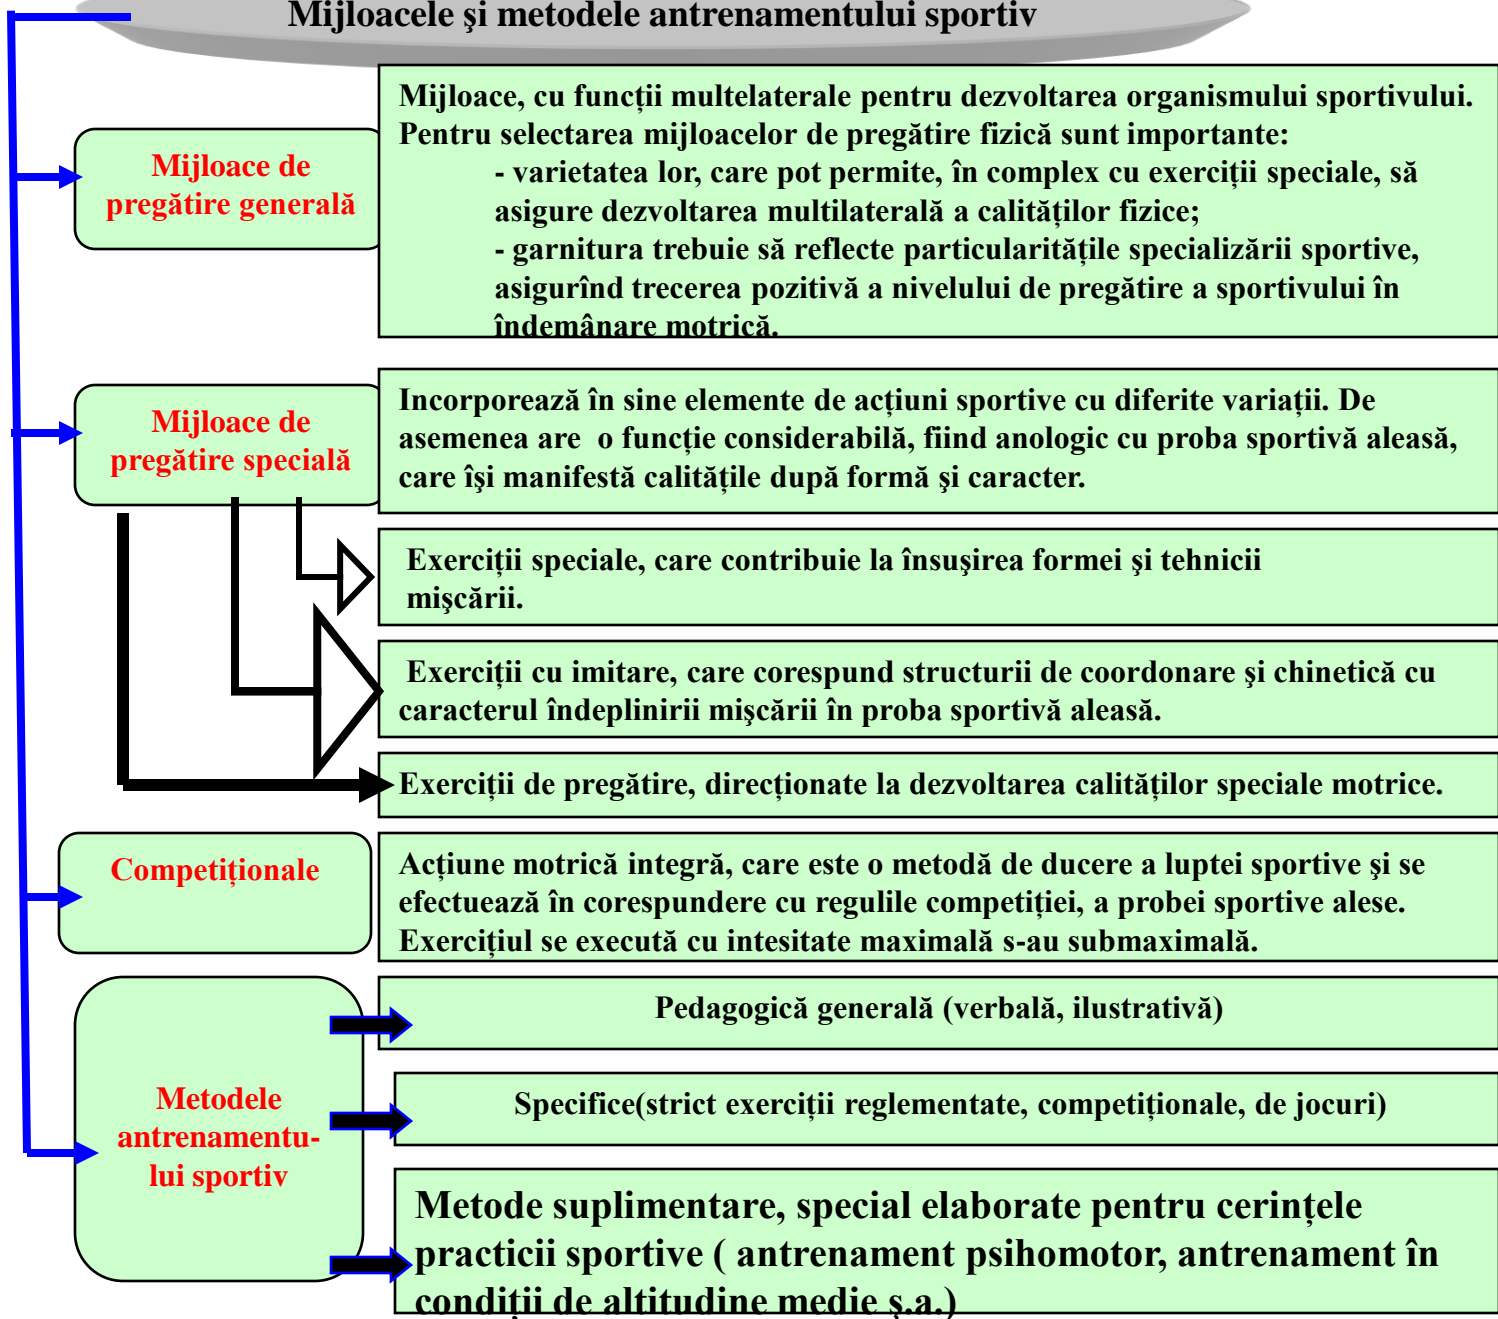 Mijloacele şi metodele antrenamentului sportiv
Mijloace de
pregătire generală
Mijloace, cu funcții multelaterale pentru dezvoltarea organismului sportivului.
Pentru selectarea mijloacelor de pregătire fizică sunt importante:
- varietatea lor, care pot permite, în complex cu exerciții speciale, să
asigure dezvoltarea multilaterală a calităților fizice;
- garnitura trebuie să reflecte particularitățile specializării sportive,
asigurînd trecerea pozitivă a nivelului de pregătire a sportivului în
îndemânare motrică.
Mijloace de
pregătire specială
Incorporează în sine elemente de acțiuni sportive cu diferite variații. De
asemenea are o funcție considerabilă, fiind anologic cu proba sportivă aleasă,
care îşi manifestă calitățile după formă şi caracter.
Exerciții speciale, care contribuie la însuşirea formei şi tehnicii
mişcării.
Exerciții cu imitare, care corespund structurii de coordonare şi chinetică cu
caracterul îndeplinirii mişcării în proba sportivă aleasă.
Exerciții de pregătire, direcționate la dezvoltarea calităților speciale motrice.
Competiționale
Acțiune motrică integră, care este o metodă de ducere a luptei sportive şi se
efectuează în corespundere cu regulile competiției, a probei sportive alese.
Exercițiul se execută cu intesitate maximală s-au submaximală.
Metodele
antrenamentu-
lui sportiv
Pedagogică generală (verbală, ilustrativă)
Specifice(strict exerciții reglementate, competiționale, de jocuri)
Metode suplimentare, special elaborate pentru cerințele
practicii sportive ( antrenament psihomotor, antrenament în
condiții de altitudine medie ş.a.)